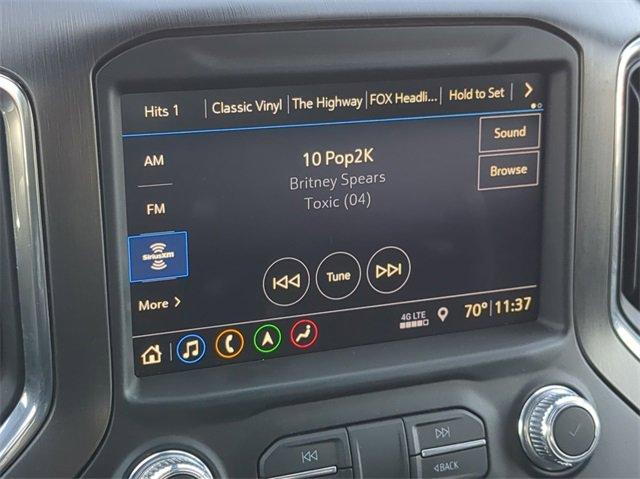 Hits 1 Classic Vinyl The Highway FOX Headli... Hold to Set
Sound
AM
10 Pop2K
Browse
Britney Spears
FM
Toxic (04)
SiriusXM
Tune
More
4G LTE
70° 11:37
BACK